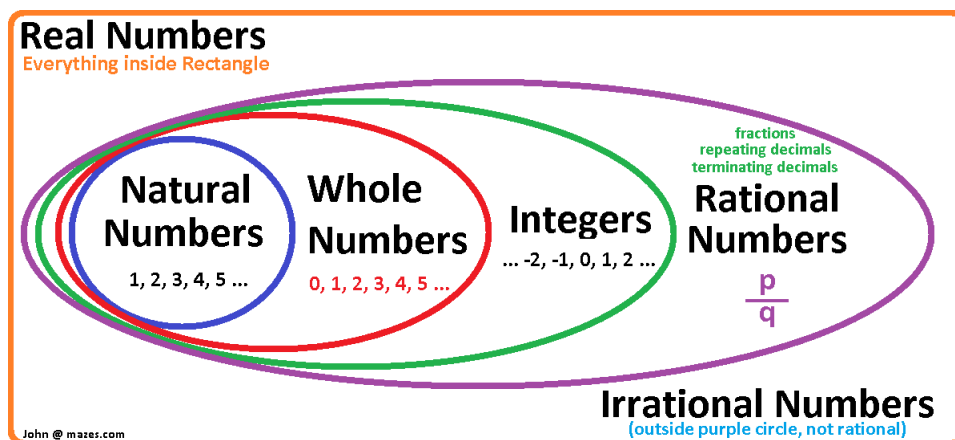 Real Numbers
Everything inside Rectangle
fractions
repeating decimals
terminating decimals
Natural
Numbers
1, 2, 3, 4, 5 ...
Whole
Numbers
0, 1, 2, 3, 4, 5 ...
Integers
... -2, -1, 0, 1, 2 ...
Rational
Numbers
p
q
Irrational Numbers
(outside purple circle, not rational)
John @ mazes.com